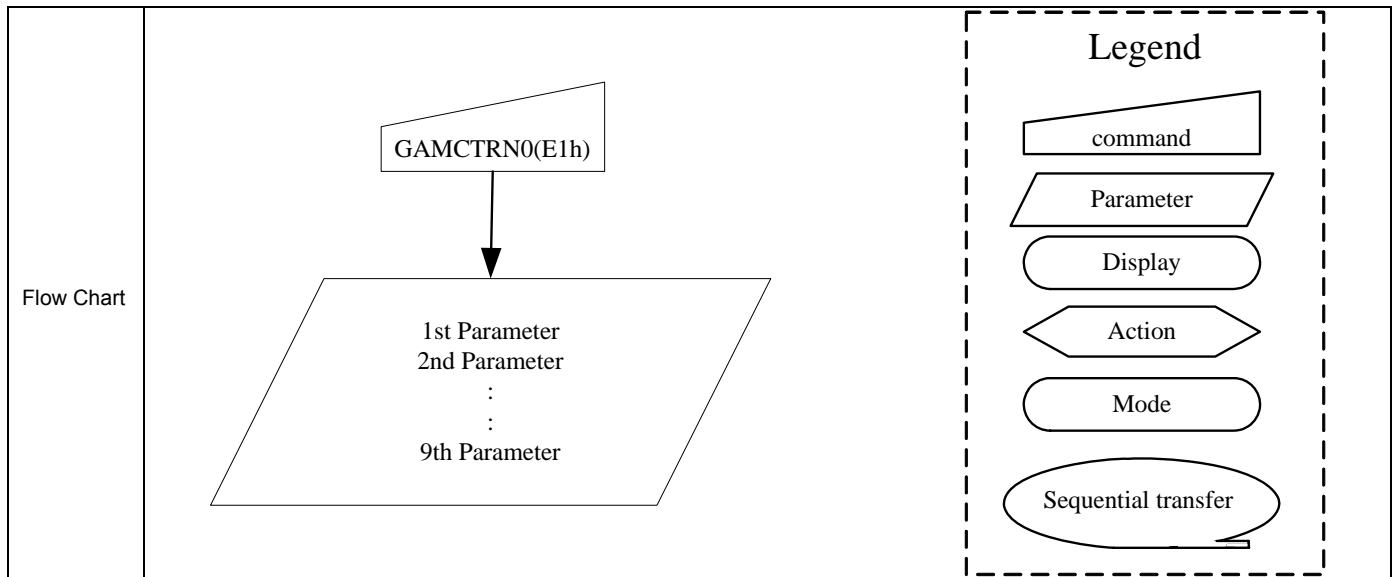 Flow Chart
GAMCTRN0(E1h)
1st Parameter
2nd Parameter
:
:
9th Parameter
Legend
command
Parameter
Display
Action
Mode
Sequential transfer